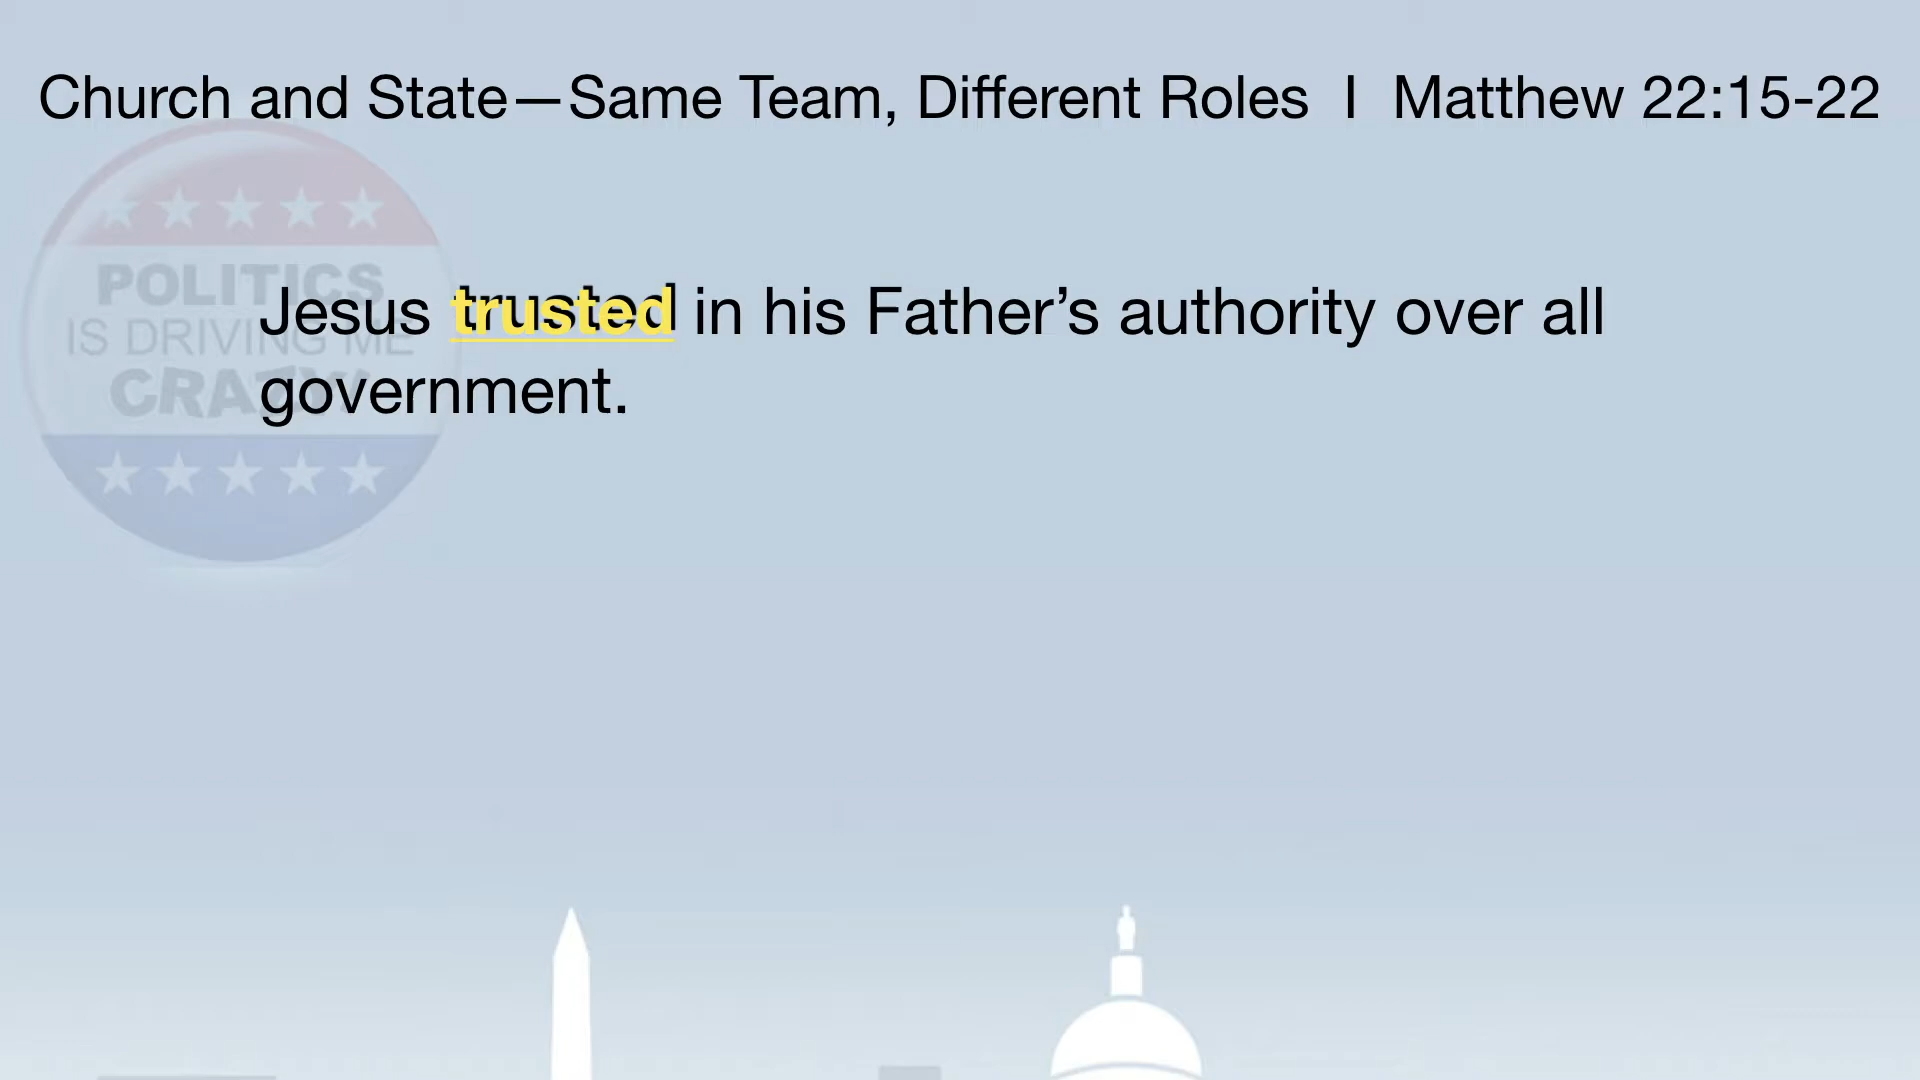 Church and State—Same Team, Different Roles I Matthew 22:15-22
POLITICS
IS DRIVING ME
CRAZY!
Jesus trusted in his Father’s authority over all
government.